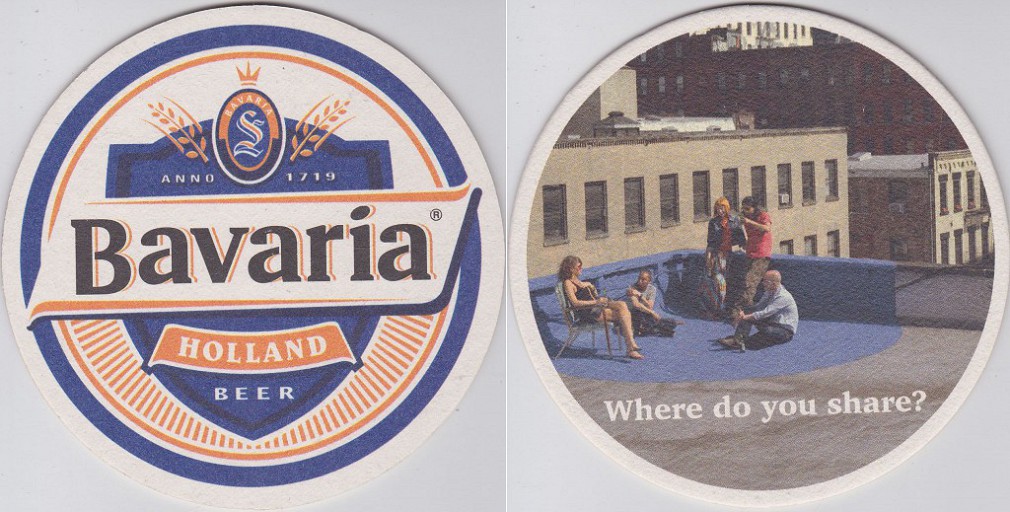 BAVARIA
S
ANNO 1719
Bavaria®
HOLLAND
BEER
Where do you share?